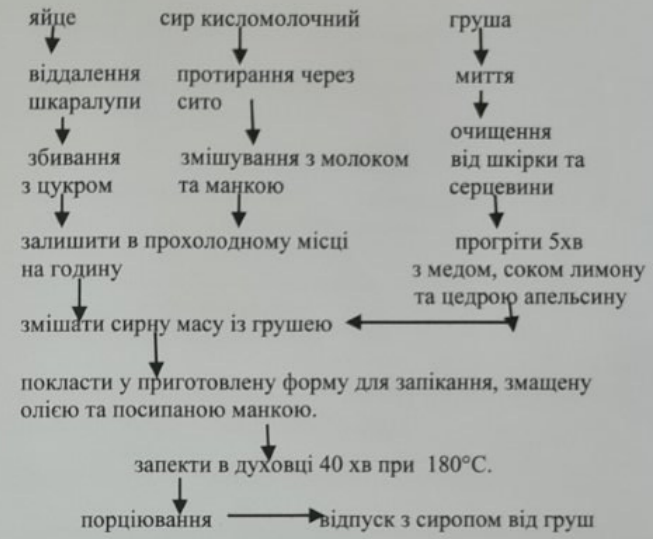 яйце
сир кисломолочний
груша
віддалення
шкаралупи
протирання через
сито
миття
очищення
від шкірки та
серцевини
збивання
з цукром
змішування з молоком
та манкою
залишити в прохолодному місці
на годину
прогріти 5хв
з медом, соком лимону
та цедрою апельсину
змішати сирну масу із грушею
покласти у приготовлену форму для запікання, змащену
олією та посипаною манкою.
запекти в духовці 40 хв при 180°С.
порціювання
відпуск з сиропом від груш